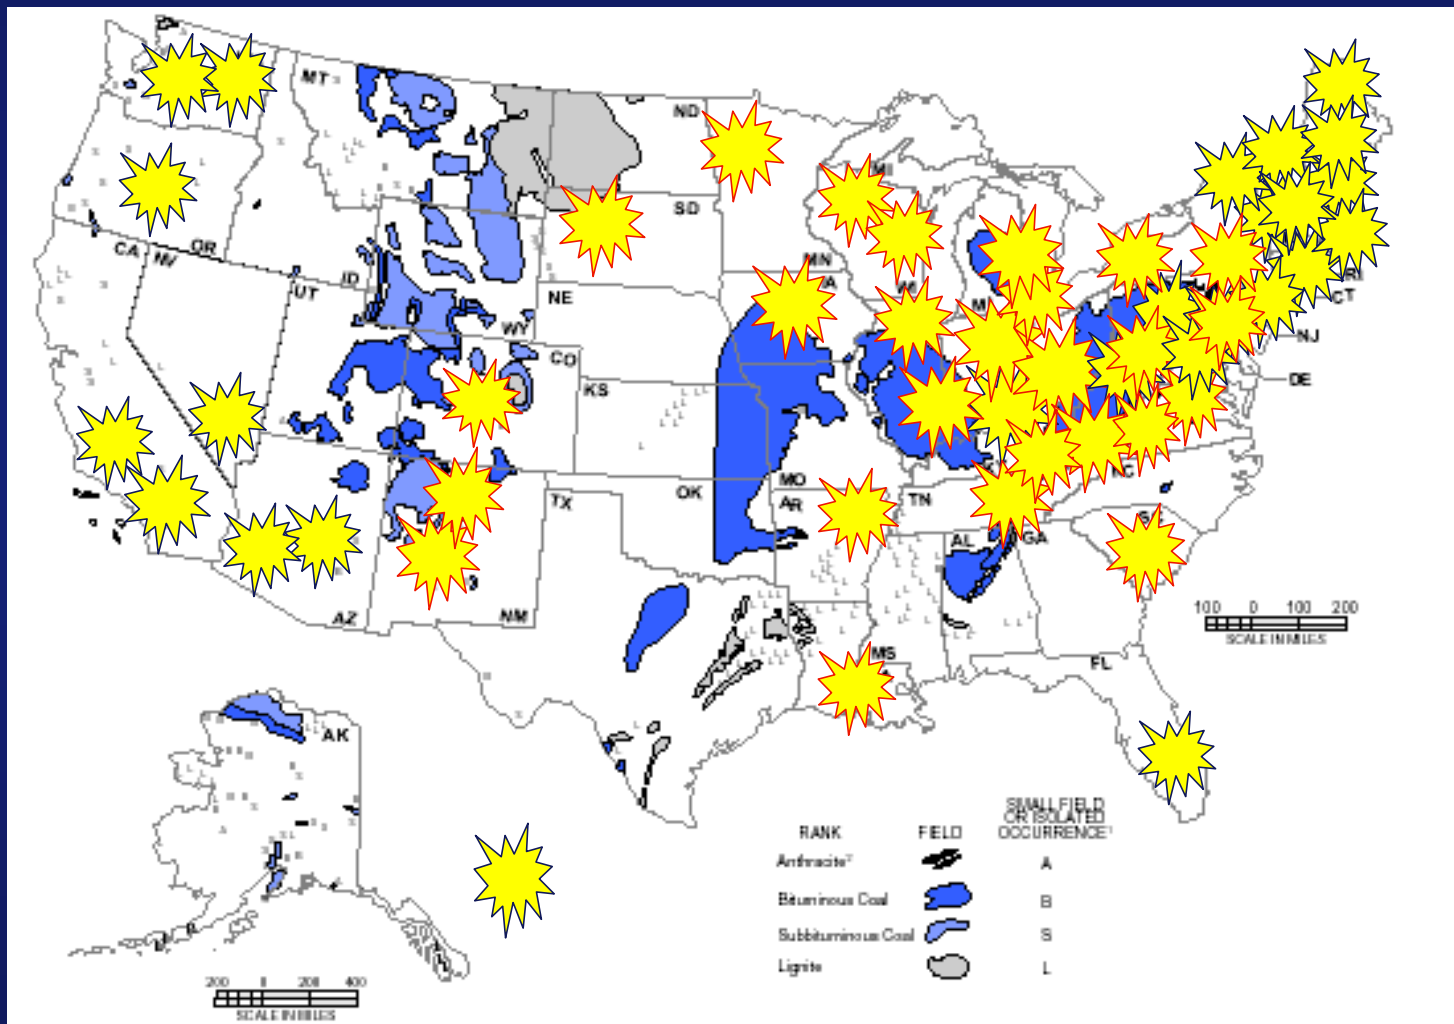 MT
ND
MI
SD
OR
CA
NV
ID
MN
IA
RI
CT
UT
NE
WI
WY
CO
NJ
KS
DE
MO
NC
OK
TX
AR
TN
AL
GA
AZ
NM
MS
FL
100 0 100 200
SCALE IN MILES
AK
SMALL FIELD
OR ISOLATED
OCCURRENCE¹
RANK FIELD
Anthracite² A
Bituminous Coal B
Subbituminous Coal S
Lignite L
200 0 200 400
SCALE IN MILES